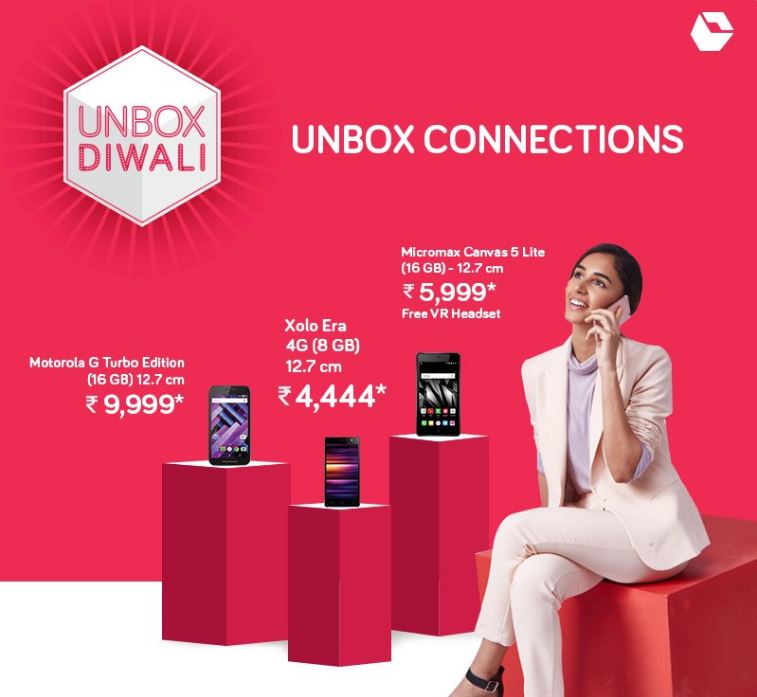 UNBOX
DIWALI
UNBOX CONNECTIONS
Micromax Canvas 5 Lite
(16 GB) - 12.7 cm
₹ 5,999*
Free VR Headset
Xolo Era
4G (8 GB)
12.7 cm
₹ 4,444*
Motorola G Turbo Edition
(16 GB) 12.7 cm
₹ 9,999*